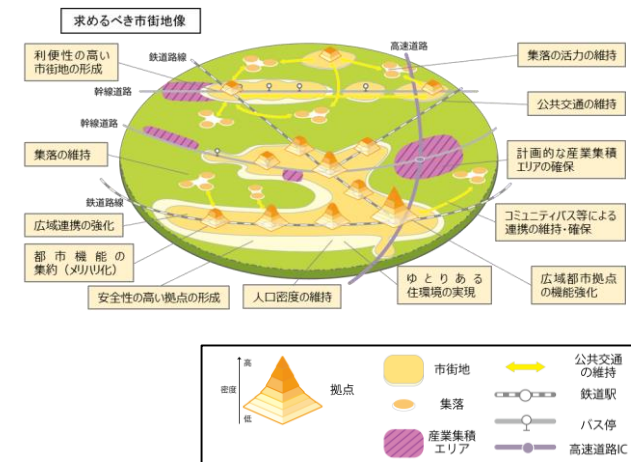 求めるべき市街地像
利便性の高い
市街地の形成
鉄道路線
高速道路
集落の活力の維持
幹線道路
公共交通の維持
幹線道路
集落の維持
計画的な産業集積
エリアの確保
鉄道路線
広域連携の強化
コミュニティバス等による
連携の維持・確保
都市機能の
集約（メリハリ化）
安全性の高い拠点の形成
人口密度の維持
ゆとりある
住環境の実現
広域都市拠点
の機能強化
高
密度
低
拠点
市街地
集落
産業集積
エリア
公共交通
の維持
鉄道駅
バス停
高速道路IC